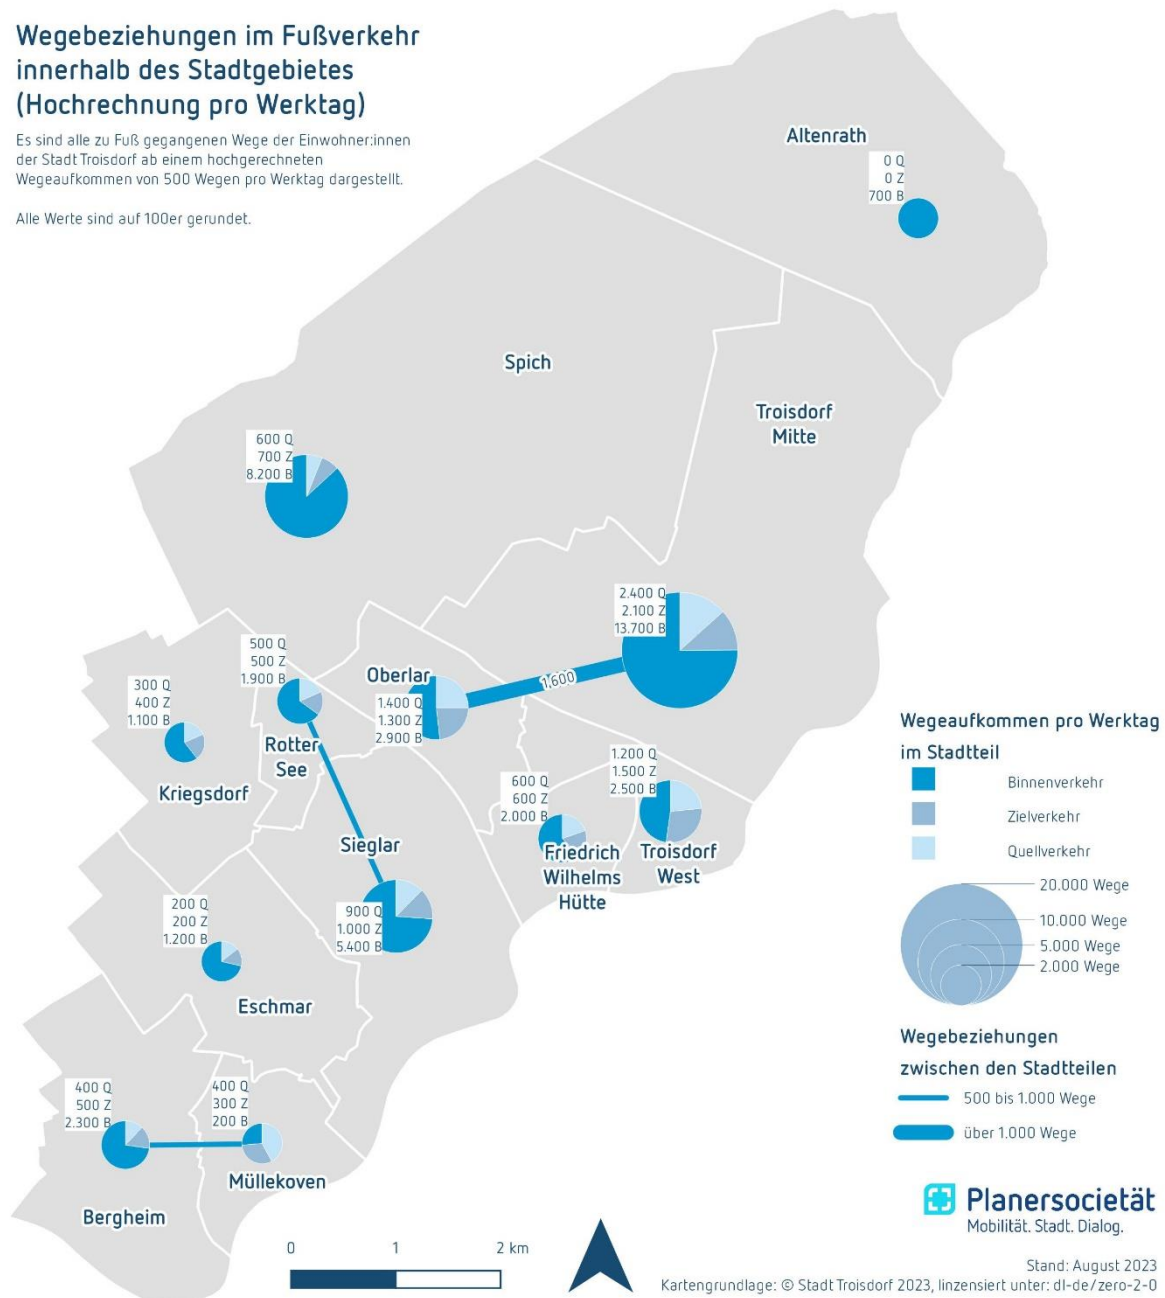 Wegebeziehungen im Fußverkehr
innerhalb des Stadtgebietes
(Hochrechnung pro Werktag)
Es sind alle zu Fuß gegangenen Wege der Einwohner:innen
der Stadt Troisdorf ab einem hochgerechneten
Wegeaufkommen von 500 Wegen pro Werktag dargestellt.
Alle Werte sind auf 100er gerundet.
Altenrath
0 Q
0 Z
700 B
Spich
Troisdorf
Mitte
600 Q
700 Z
8.200 B
2.400 Q
2.100 Z
13.700 B
500 Q
500 Z
1.900 B
Oberlar
1,600
300 Q
400 Z
1.100 B
1.400 Q
1.300 Z
2.900 B
Rotter
See
Kriegsdorf
1.200 Q
1.500 Z
2.500 B
600 Q
600 Z
2.000 B
Sieglar
Friedrich
Wilhelms
Hütte
Troisdorf
West
900 Q
1.000 Z
5.400 B
200 Q
200 Z
1.200 B
Eschmar
400 Q
500 Z
2.300 B
400 Q
300 Z
200 B
Müllekoven
Bergheim
Wegeaufkommen pro Werktag
im Stadtteil
Binnenverkehr
Zielverkehr
Quellverkehr
20.000 Wege
10.000 Wege
5.000 Wege
2.000 Wege
Wegebeziehungen
zwischen den Stadtteilen
500 bis 1.000 Wege
über 1.000 Wege
Planersocietät
Mobilität. Stadt. Dialog.
0 1 2 km
Stand: August 2023
Kartengrundlage: © Stadt Troisdorf 2023, linzensiert unter: dl-de/zero-2-0